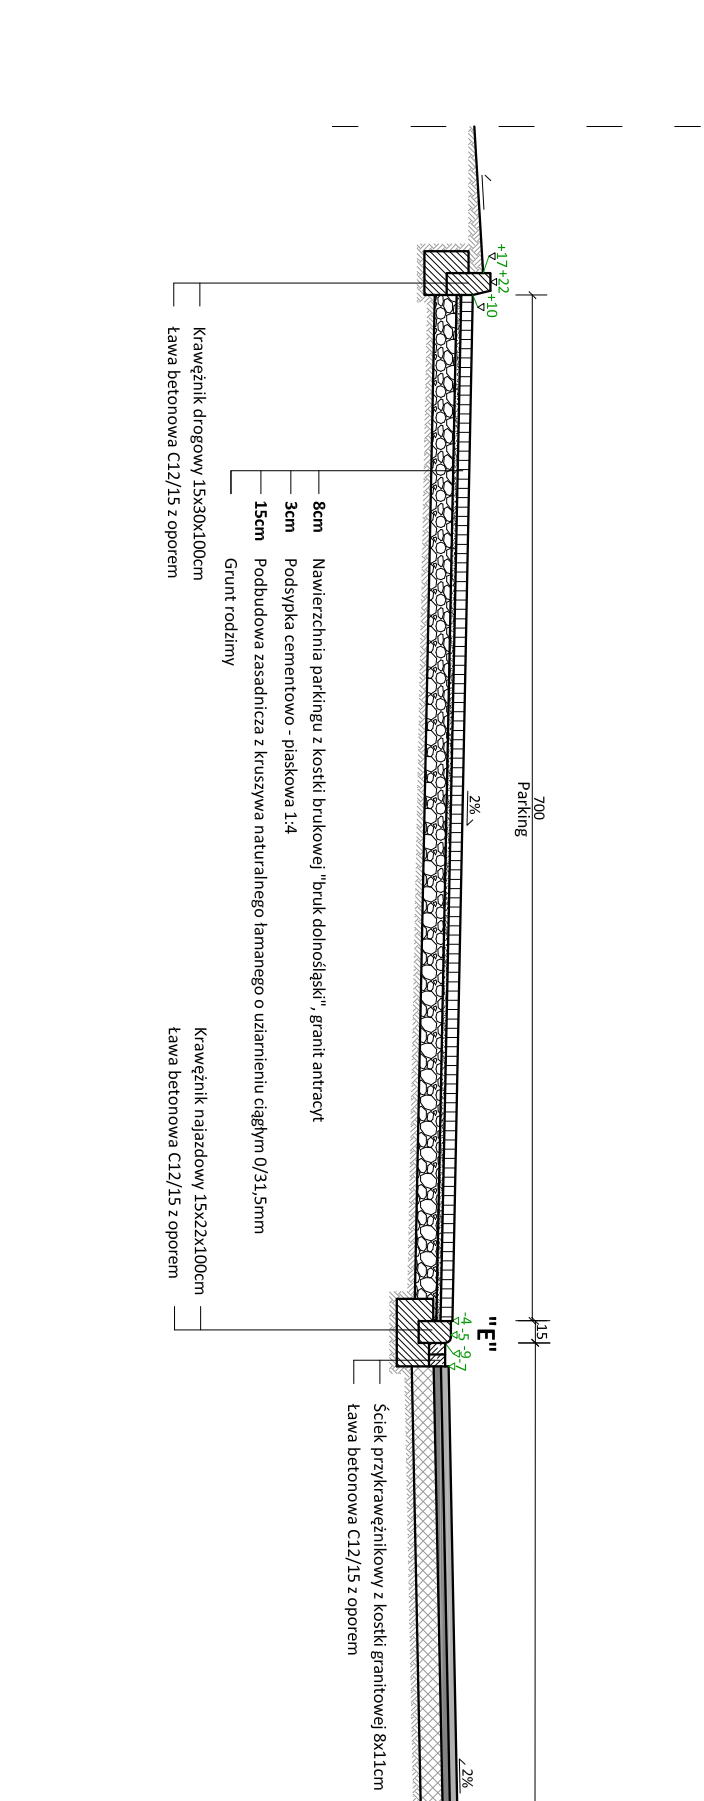 +17
+22
+10
700
Parking
2%
"E"
15
-4
-5
-9
-7
2%
8cm Nawierzchnia parkingu z kostki brukowej "bruk dolnośląski", granit antracyt
3cm Podsypka cementowo - piaskowa 1:4
15cm Podbudowa zasadnicza z kruszywa naturalnego łamanego o uziarnieniu ciągłym 0/31,5mm
Grunt rodzimy
Krawężnik drogowy 15x30x100cm
Ława betonowa C12/15 z oporem
Krawężnik najazdowy 15x22x100cm
Ława betonowa C12/15 z oporem
Ściek przykrawężnikowy z kostki granitowej 8x11cm
Ława betonowa C12/15 z oporem